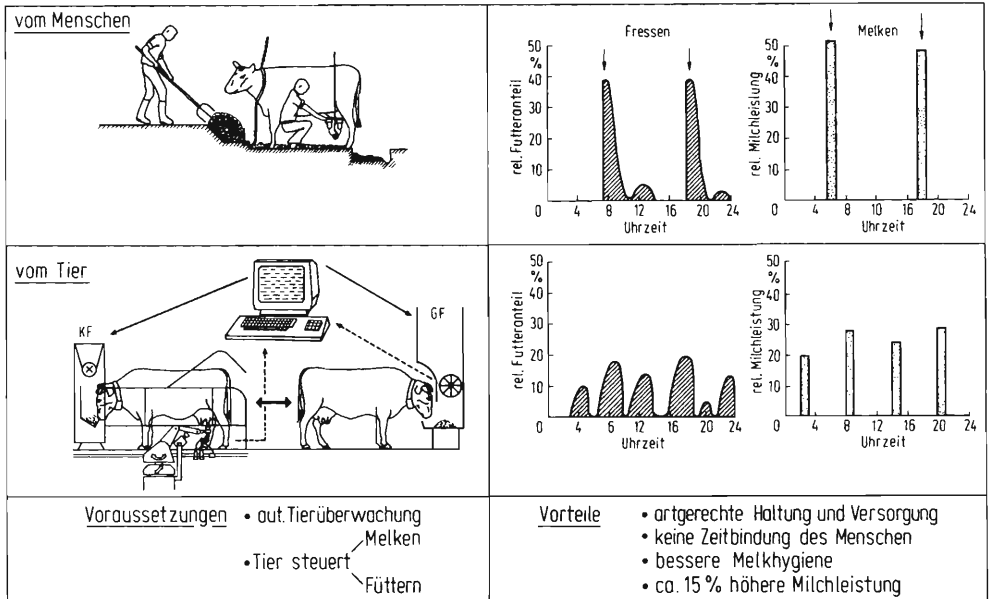 vom Menschen
Fressen
Melken
rel. Futteranteil
50
%
40
30
20
10
0
4 8 12 16 20 24
Uhrzeit
rel. Milchleistung
50
%
40
30
20
10
0
4 8 12 16 20 24
Uhrzeit
vom Tier
KF
GF
rel. Futteranteil
50
%
40
30
20
10
4 8 12 16 20 24
Uhrzeit
rel. Milchleistung
50
%
40
30
20
10
0
4 8 12 16 20 24
Uhrzeit
Voraussetzungen • aut. Tierüberwachung
Melken
• Tier steuert
Füttern
Vorteile • artgerechte Haltung und Versorgung
• keine Zeitbindung des Menschen
• bessere Melkhygiene
• ca. 15 % höhere Milchleistung